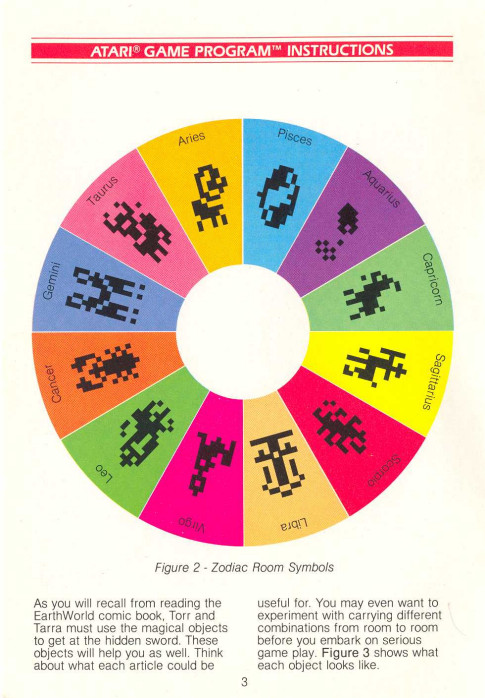 ATARI® GAME PROGRAM™ INSTRUCTIONS
Aries
Pisces
Taurus
Aquarius
Gemini
Capricorn
Cancer
Sagittarius
Leo
Scorpio
Virgo
Libra
Figure 2 - Zodiac Room Symbols
As you will recall from reading the
EarthWorld comic book, Torr and
Tarra must use the magical objects
to get at the hidden sword. These
objects will help you as well. Think
about what each article could be
useful for. You may even want to
experiment with carrying different
combinations from room to room
before you embark on serious
game play. Figure 3 shows what
each object looks like.
3